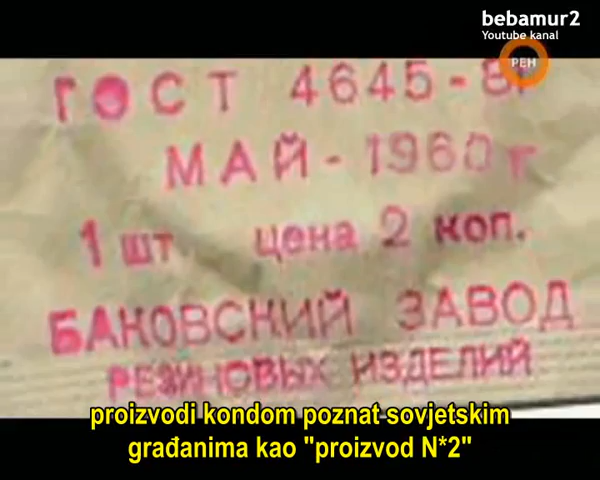 bebamur2
Youtube kanal
РЕН
ГОСТ 4645-8
МАЙ-1960 г
1 шт цена 2 коп.
БАКОВСКИЙ ЗАВОД
РЕЗИНОВЫХ ИЗДЕЛИЙ
proizvodi kondom poznat sovjetskim
građanima kao "proizvod N*2"